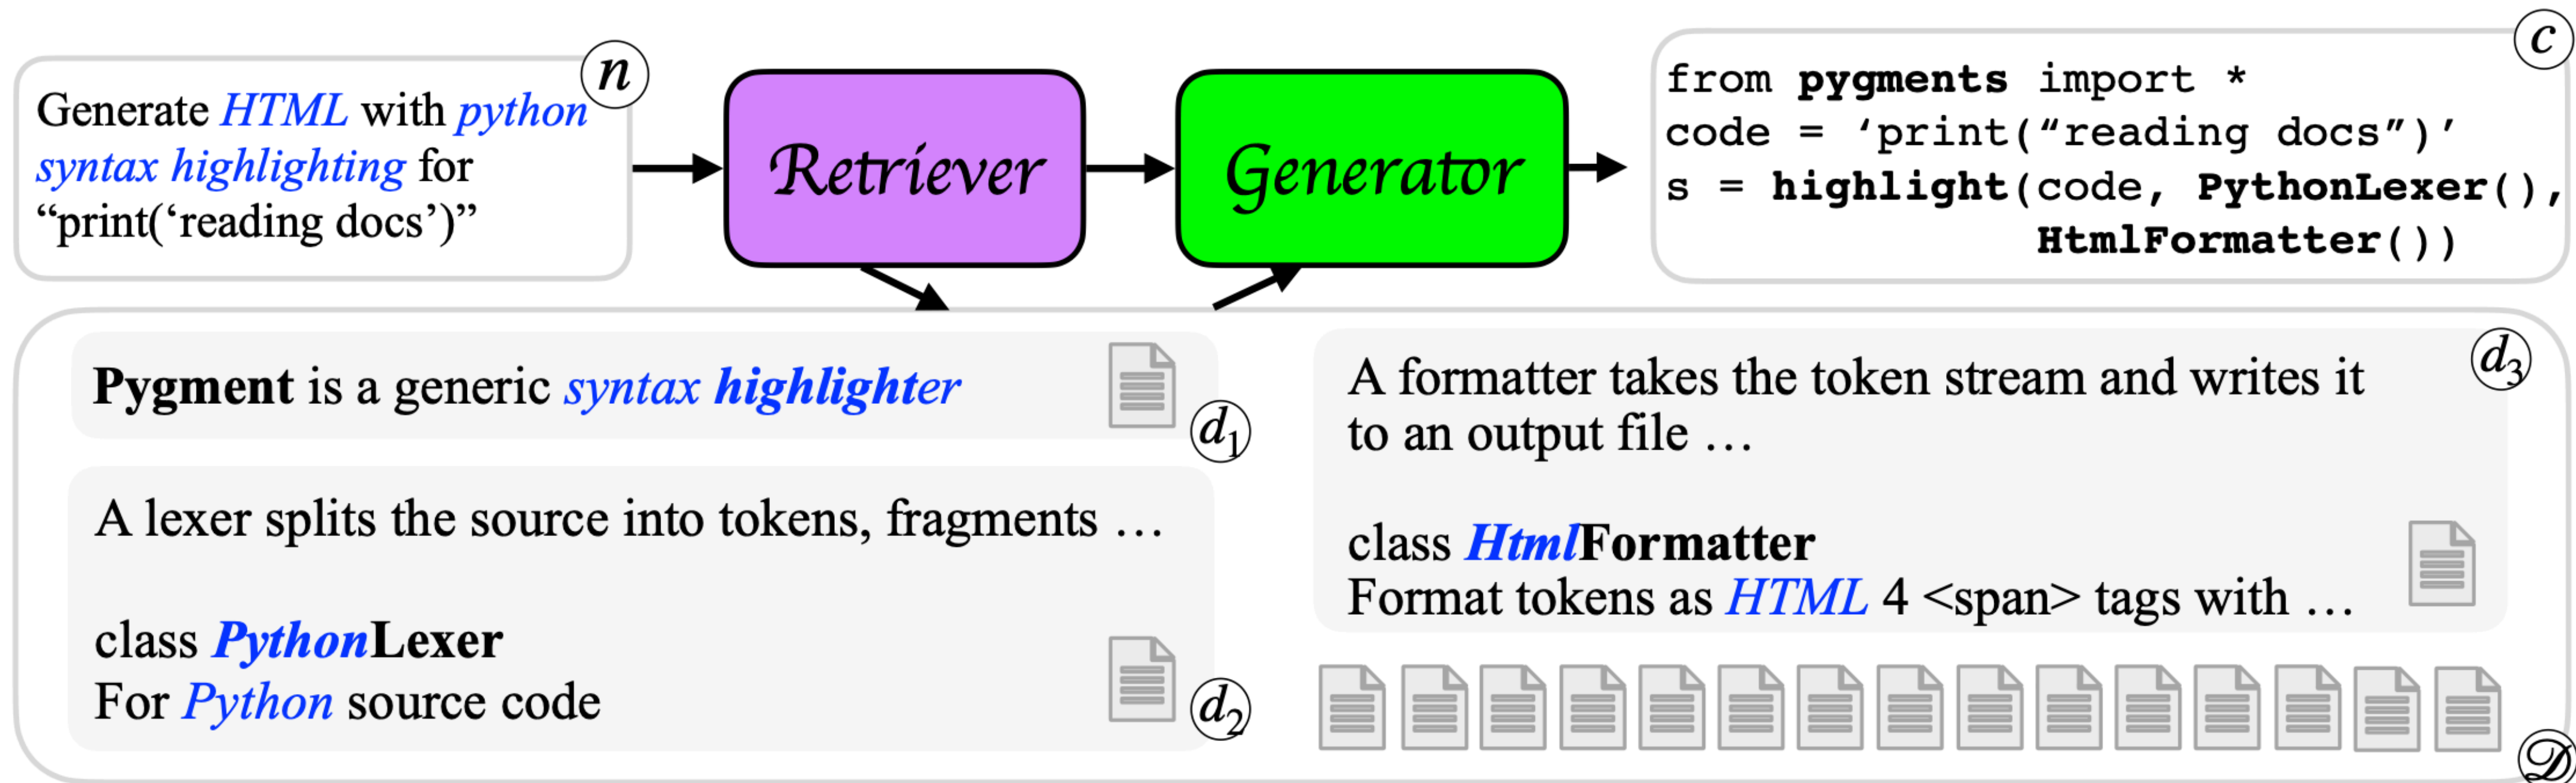 n
Generate HTML with python
syntax highlighting for
“print(‘reading docs’)”
Retriever
Generator
c
from pygments import *
code = ‘print(“reading docs”)’
s = highlight(code, PythonLexer(),
HtmlFormatter())
Pygment is a generic syntax highlighter
d1
A lexer splits the source into tokens, fragments …
class PythonLexer
For Python source code
d2
A formatter takes the token stream and writes it
to an output file …
d3
class HtmlFormatter
Format tokens as HTML 4 <span> tags with …
𝒟